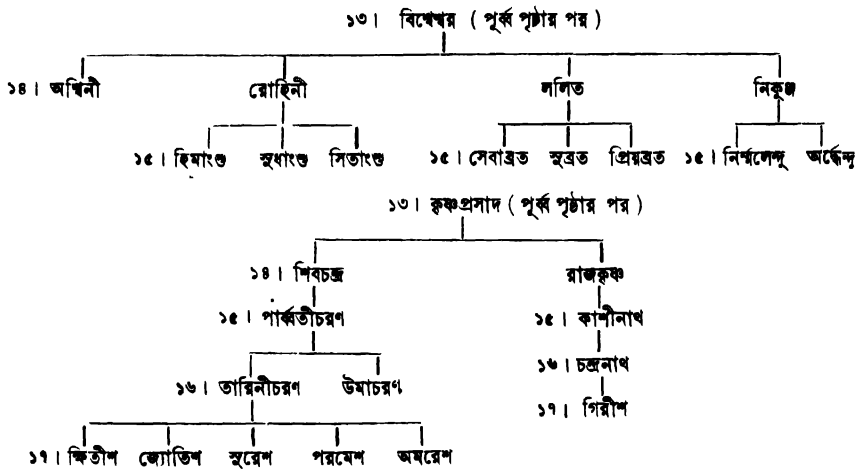 ১৩। বিশ্বেশ্বর ( পূর্ব্ব পৃষ্ঠার পর )
১৪। অশ্বিনী রোহিনী ললিত নিকুঞ্জ
১৫। হিমাংশু সুধাংশু সিতাংশু ১৫। সেবাব্রত সুব্রত প্রিয়ব্রত ১৫। নির্ম্মলেন্দু অর্দ্ধেন্দু
১৩। কৃষ্ণপ্রসাদ ( পূর্ব্ব পৃষ্ঠার পর )
১৪। শিবচন্দ্র রাজকৃষ্ণ
১৫। পার্ব্বতীচরণ ১৫। কাশীনাথ
১৬। চন্দ্রনাথ
১৬। তারিনীচরণ উমাচরণ
১৭। গিরীশ
১৭। ক্ষিতীশ জ্যোতিশ সুরেশ পরমেশ অমরেশ